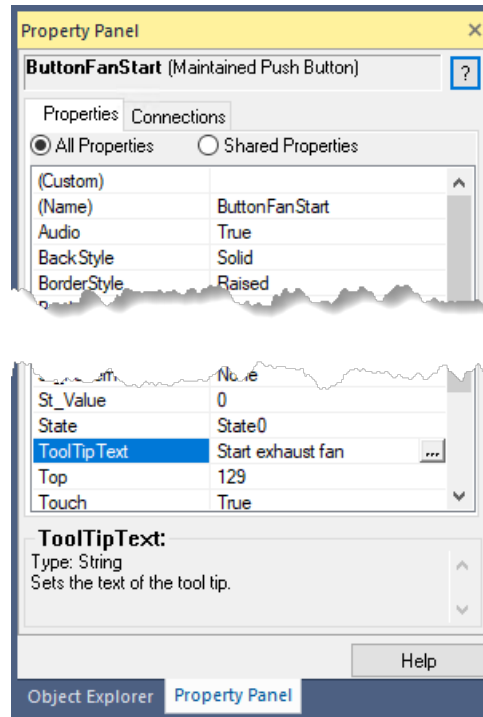 Property Panel ×
ButtonFanStart (Maintained Push Button) ?
Properties Connections
All Properties Shared Properties
(Custom)
(Name) ButtonFanStart
Audio True
BackStyle Solid
BorderStyle Raised
None
St_Value 0
State State0
ToolTipText Start exhaust fan ...
Top 129
Touch True
ToolTipText:
Type: String
Sets the text of the tool tip.
Help
Object Explorer Property Panel